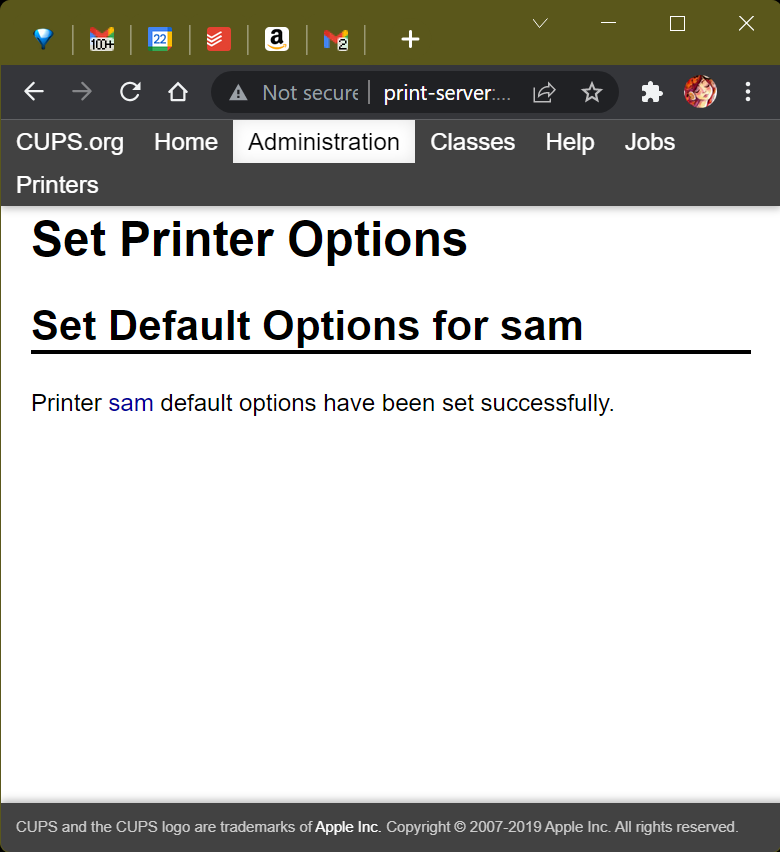 100+
22
a
2
Not secure
print-server:...
CUPS.org Home Administration Classes Help Jobs
Printers
Set Printer Options
Set Default Options for sam
Printer sam default options have been set successfully.
CUPS and the CUPS logo are trademarks of Apple Inc. Copyright © 2007-2019 Apple Inc. All rights reserved.